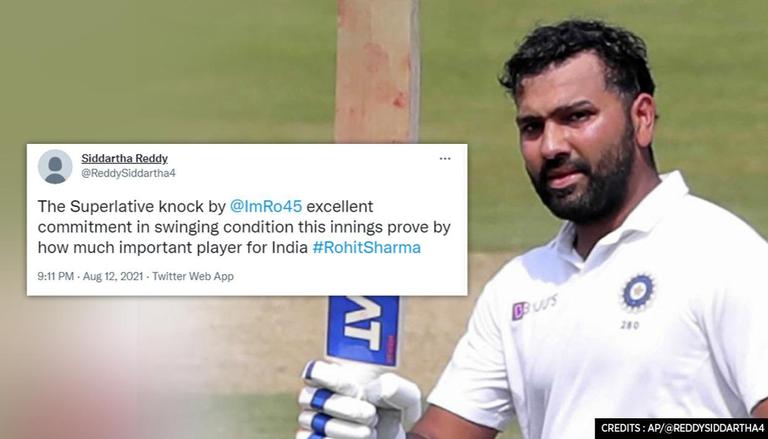 Siddartha Reddy
@ReddySiddartha4
The Superlative knock by @ImRo45 excellent
commitment in swinging condition this innings prove by
how much important player for India #RohitSharma
9:11 PM · Aug 12, 2021 · Twitter Web App
BYJU'S
280
CREDITS : AP/@REDDYSIDDARTHA4